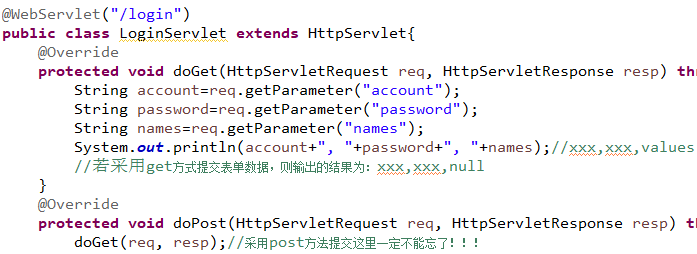 @WebServlet("/login")
public class LoginServlet extends HttpServlet{
@Override
protected void doGet(HttpServletRequest req, HttpServletResponse resp) thr
String account=req.getParameter("account");
String password=req.getParameter("password");
String names=req.getParameter("names");
System.out.println(account+", "+password+", "+names);//xxx,xxx,values
//若采用get方式提交表单数据，则输出的结果为：xxx,xxx,null
}
@Override
protected void doPost(HttpServletRequest req, HttpServletResponse resp) th
doGet(req, resp);//采用post方法提交这里一定不能忘了！！！